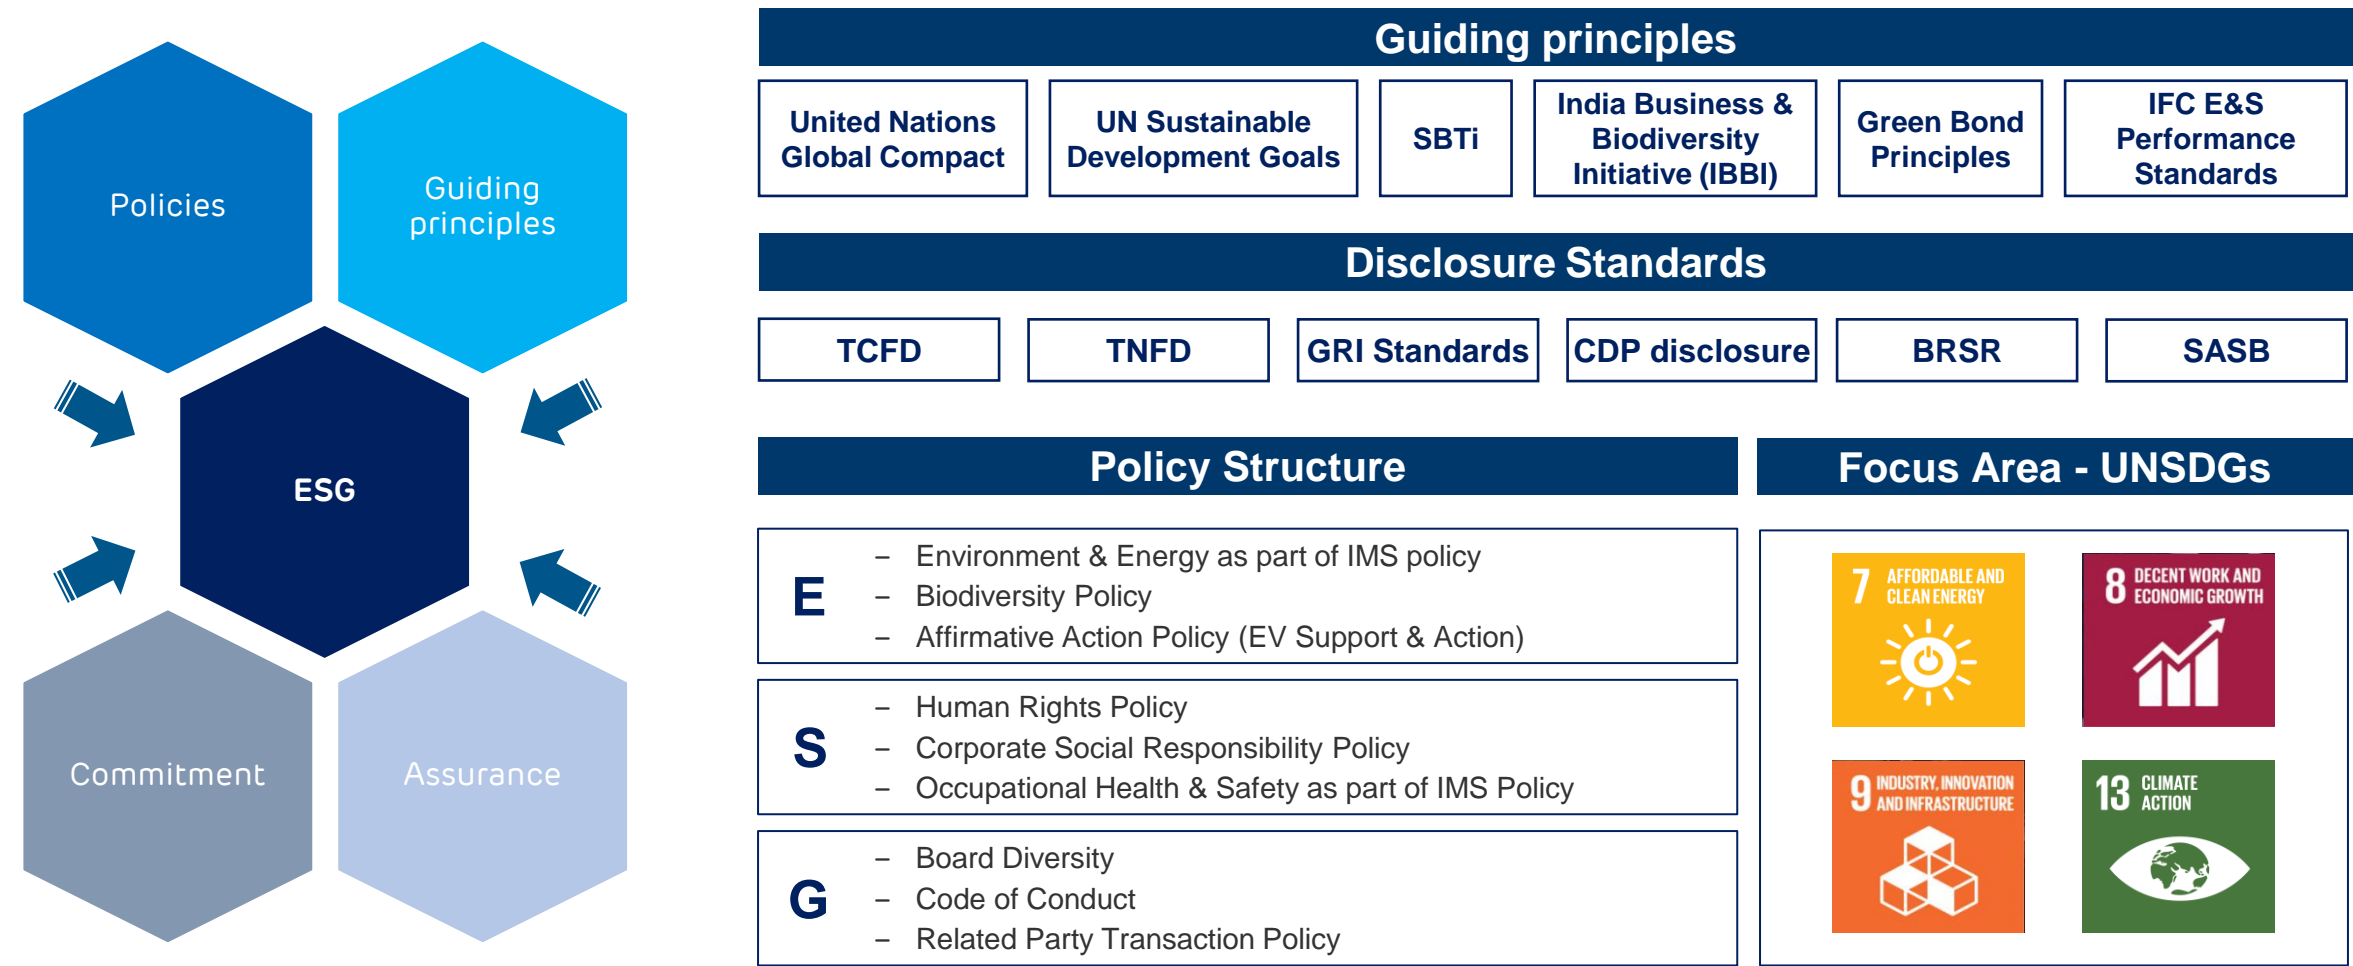 Policies
Guiding
principles
ESG
Commitment
Assurance
Guiding principles
United Nations
Global Compact
UN Sustainable
Development Goals
SBTi
India Business &
Biodiversity
Initiative (IBBI)
Green Bond
Principles
IFC E&S
Performance
Standards
Disclosure Standards
TCFD
TNFD
GRI Standards
CDP disclosure
BRSR
SASB
Policy Structure
E
– Environment & Energy as part of IMS policy
– Biodiversity Policy
– Affirmative Action Policy (EV Support & Action)
S
– Human Rights Policy
– Corporate Social Responsibility Policy
– Occupational Health & Safety as part of IMS Policy
G
– Board Diversity
– Code of Conduct
– Related Party Transaction Policy
Focus Area - UNSDGs
7 AFFORDABLE AND
CLEAN ENERGY
8 DECENT WORK AND
ECONOMIC GROWTH
9 INDUSTRY, INNOVATION
AND INFRASTRUCTURE
13 CLIMATE
ACTION